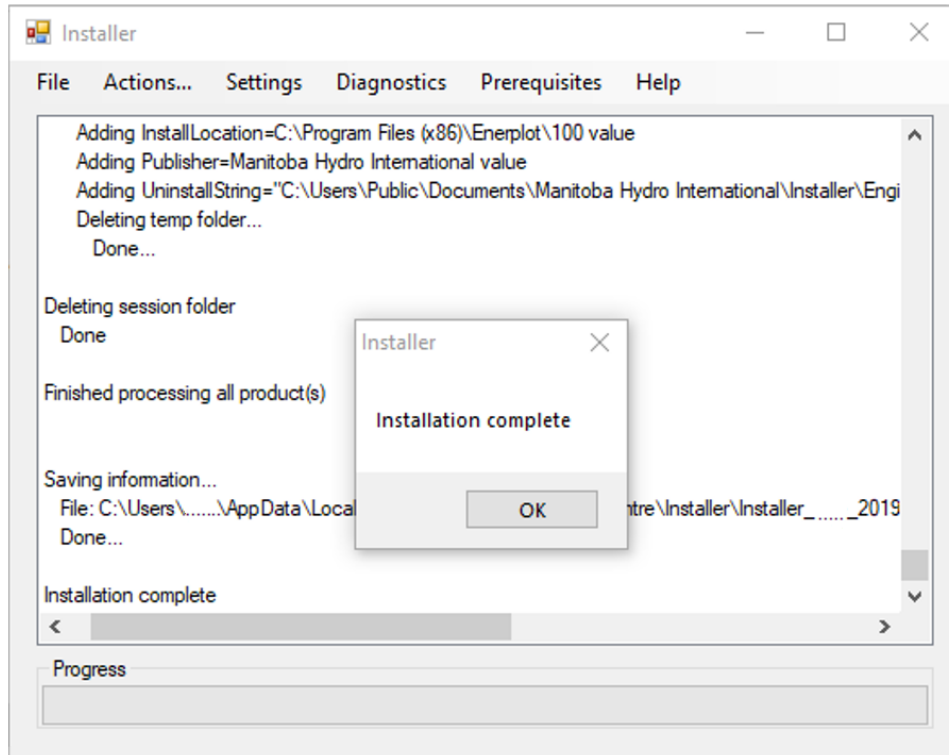 Installer
File Actions... Settings Diagnostics Prerequisites Help
Adding InstallLocation=C:\Program Files (x86)\Enerplot\100 value
Adding Publisher=Manitoba Hydro International value
Adding UninstallString="C:\Users\Public\Documents\Manitoba Hydro International\Installer\Engi
Deleting temp folder...
Done...
Deleting session folder
Done
Finished processing all product(s)
Saving information...
File: C:\Users\.......\AppData\Local
ntre\Installer\Installer_....._2019
Done...
Installation complete
Installer
Installation complete
OK
Progress